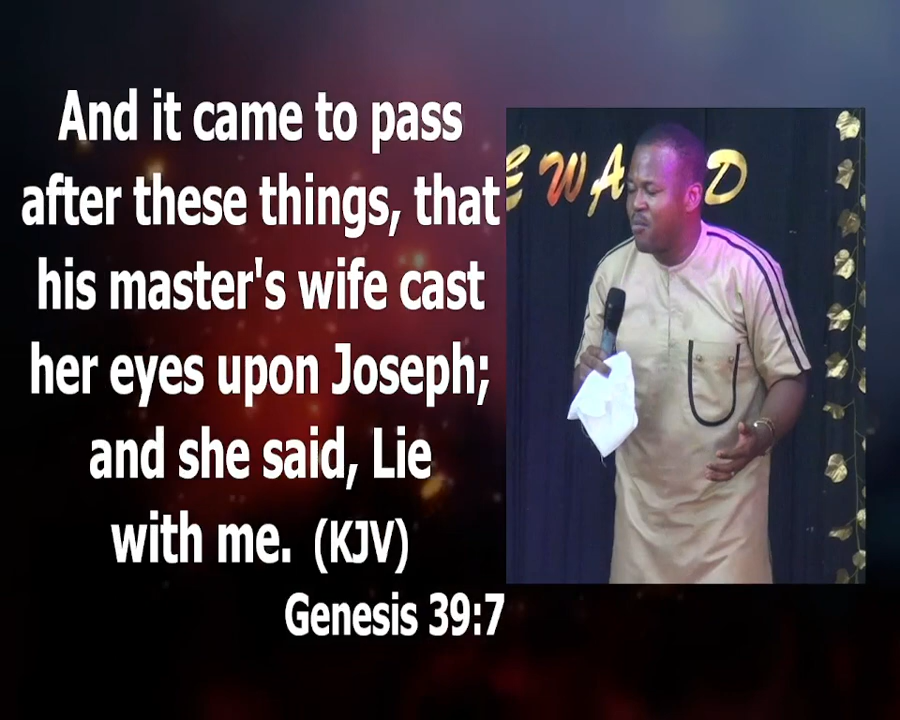 And it came to pass
after these things, that
his master's wife cast
her eyes upon Joseph;
and she said, Lie
with me. (KJV)
Genesis 39:7